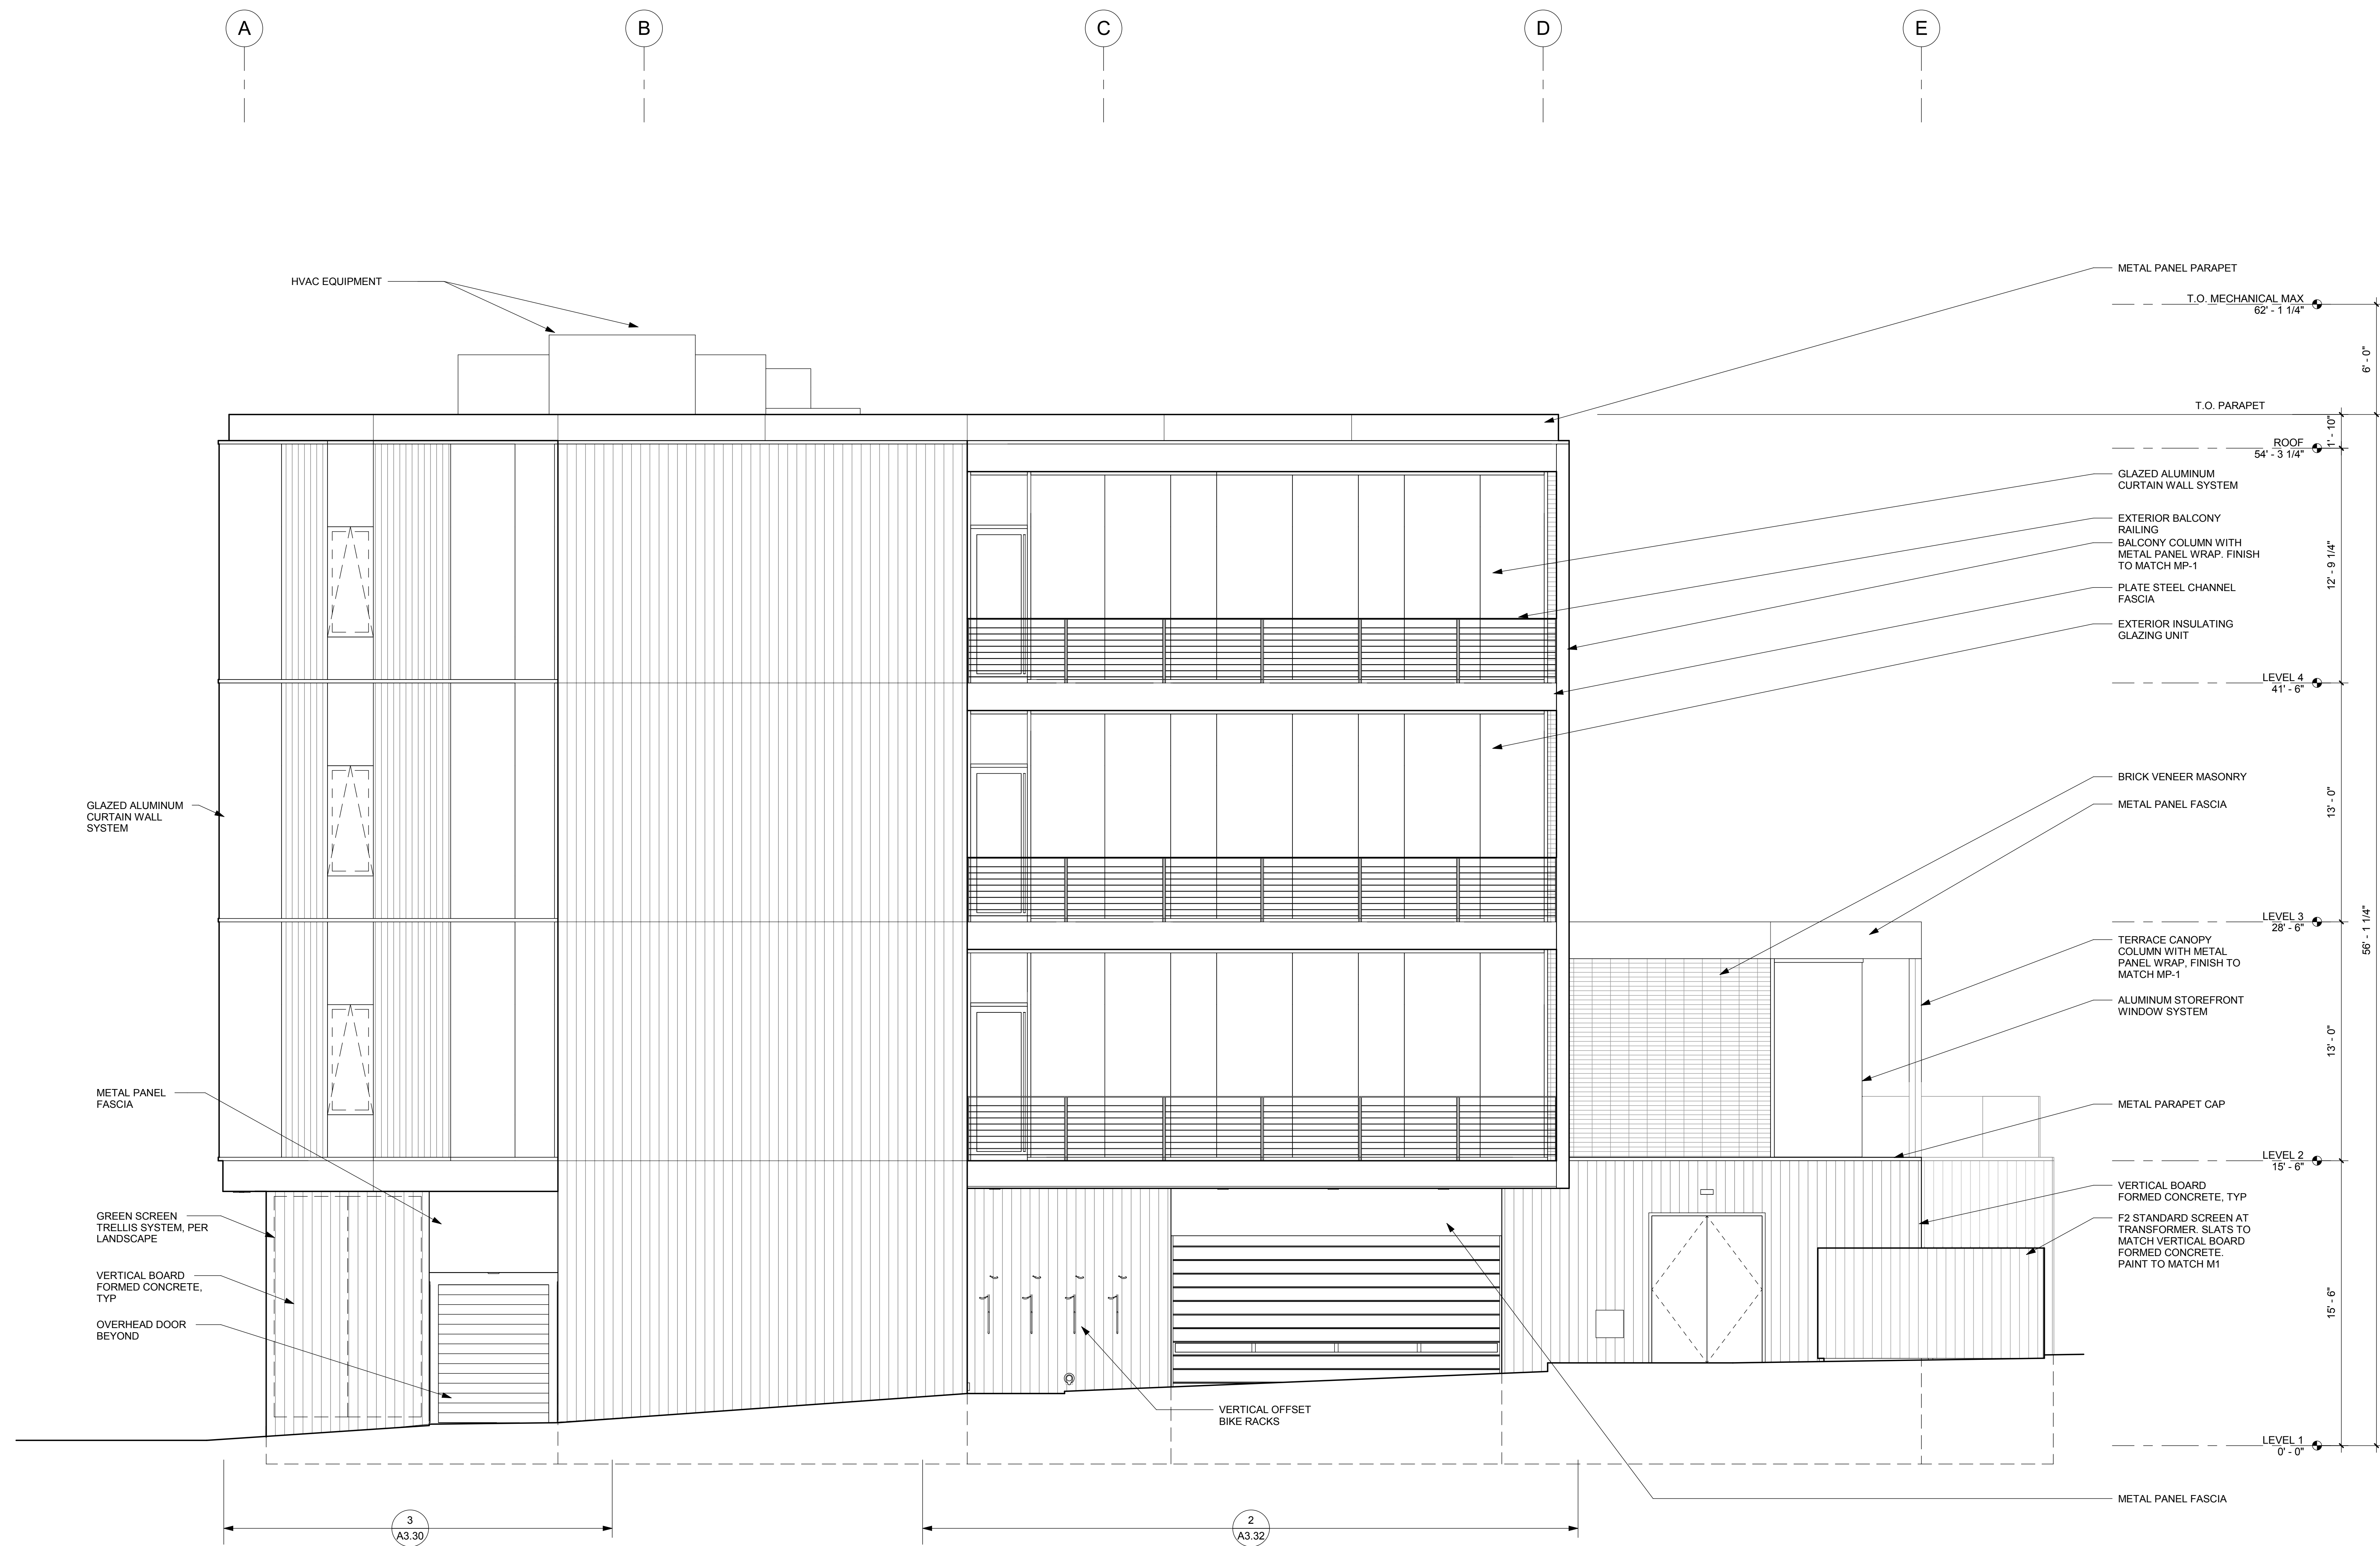 A
B
C
D
E
HVAC EQUIPMENT
METAL PANEL PARAPET
T.O. MECHANICAL MAX
62' - 1 1/4"
6' - 0"
T.O. PARAPET
1' - 10"
ROOF
54' - 3 1/4"
GLAZED ALUMINUM
CURTAIN WALL SYSTEM
EXTERIOR BALCONY
RAILING
BALCONY COLUMN WITH
METAL PANEL WRAP. FINISH
TO MATCH MP-1
12' - 9 1/4"
PLATE STEEL CHANNEL
FASCIA
EXTERIOR INSULATING
GLAZING UNIT
LEVEL 4
41' - 6"
BRICK VENEER MASONRY
METAL PANEL FASCIA
13' - 0"
GLAZED ALUMINUM
CURTAIN WALL
SYSTEM
LEVEL 3
28' - 6"
56' - 1 1/4"
TERRACE CANOPY
COLUMN WITH METAL
PANEL WRAP, FINISH TO
MATCH MP-1
ALUMINUM STOREFRONT
WINDOW SYSTEM
13' - 0"
METAL PANEL
FASCIA
METAL PARAPET CAP
LEVEL 2
15' - 6"
VERTICAL BOARD
FORMED CONCRETE, TYP
F2 STANDARD SCREEN AT
TRANSFORMER. SLATS TO
MATCH VERTICAL BOARD
FORMED CONCRETE.
PAINT TO MATCH M1
GREEN SCREEN
TRELLIS SYSTEM, PER
LANDSCAPE
VERTICAL BOARD
FORMED CONCRETE,
TYP
OVERHEAD DOOR
BEYOND
15' - 6"
VERTICAL OFFSET
BIKE RACKS
LEVEL 1
0' - 0"
METAL PANEL FASCIA
3
A3.30
2
A3.32